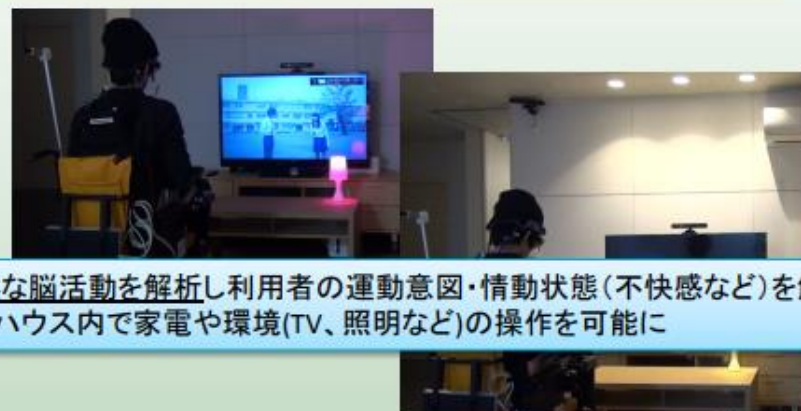 な脳活動を解析し利用者の運動意図・情動状態（不快感など）を
ハウス内で家電や環境(TV、照明など)の操作を可能に